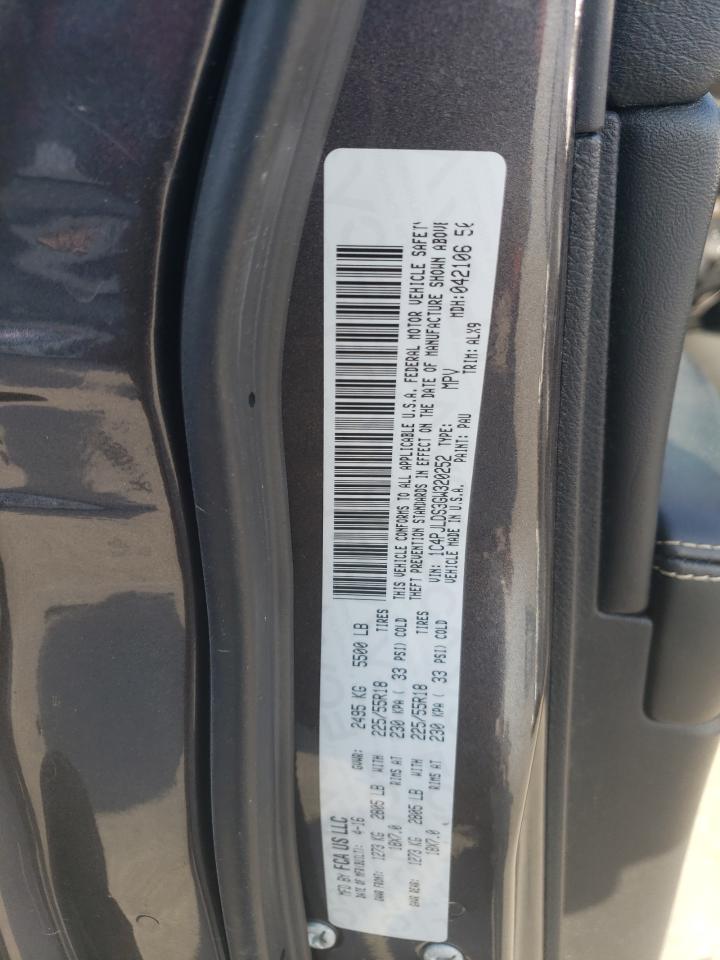 MFD BY FCA US LLC
DATE OF MFR(BUILT): 4-16 GVWR: 2495 KG 5500 LB
GAWR FRONT: 1273 KG 2805 LB WITH 225/55R18 TIRES
18X7.0 RIMS AT 230 KPA ( 33 PSI) COLD
GAWR REAR: 1273 KG 2805 LB WITH 225/55R18 TIRES
18X7.0 RIMS AT 230 KPA ( 33 PSI) COLD
THIS VEHICLE CONFORMS TO ALL APPLICABLE U.S.A. FEDERAL MOTOR VEHICLE SAFETY
THEFT PREVENTION STANDARDS IN EFFECT ON THE DATE OF MANUFACTURE SHOWN ABOVE
VIN: 1C4PJLDS3GW320252 TYPE: MPV MDH:042106
VEHICLE MADE IN U.S.A. PAINT: PAU TRIM: ALX9